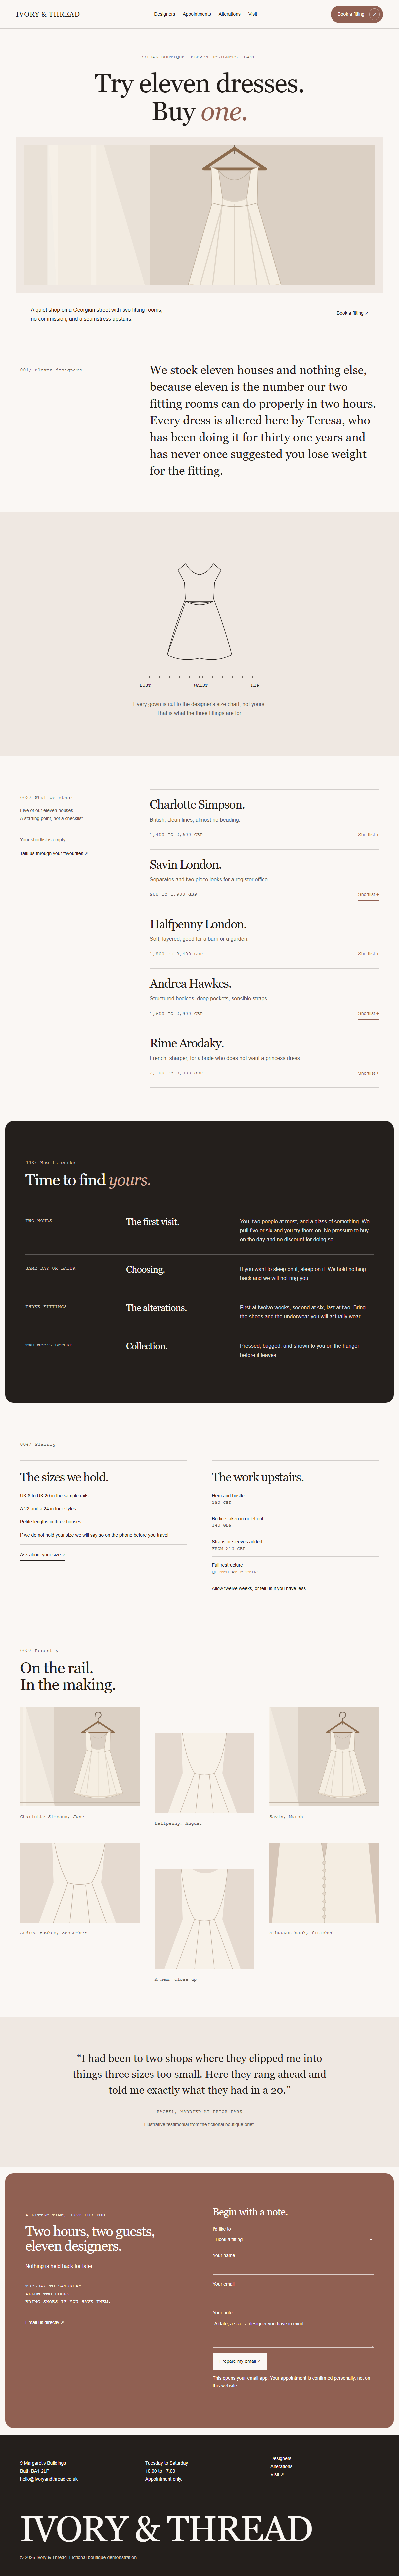 IVORY & THREAD
Designers Appointments Alterations Visit
Book a fitting ↗
BRIDAL BOUTIQUE. ELEVEN DESIGNERS. BATH.
Try eleven dresses.
Buy one.
A quiet shop on a Georgian street with two fitting rooms,
no commission, and a seamstress upstairs.
Book a fitting ↗
001/ Eleven designers
We stock eleven houses and nothing else,
because eleven is the number our two
fitting rooms can do properly in two hours.
Every dress is altered here by Teresa, who
has been doing it for thirty one years and
has never once suggested you lose weight
for the fitting.
BUST WAIST HIP
Every gown is cut to the designer's size chart, not yours.
That is what the three fittings are for.
002/ What we stock
Five of our eleven houses.
A starting point, not a checklist.
Your shortlist is empty.
Talk us through your favourites ↗
Charlotte Simpson.
British, clean lines, almost no beading.
1,400 TO 2,600 GBP
Shortlist +
Savin London.
Separates and two piece looks for a register office.
Shortlist +
Halfpenny London.
Soft, layered, good for a barn or a garden.
Shortlist +
Andrea Hawkes.
Structured bodices, deep pockets, sensible straps.
Shortlist +
Rime Arodaky.
French, sharper, for a bride who does not want a princess dress.
Shortlist +
003/ How it works
Time to find yours.
TWO HOURS
The first visit.
You, two people at most, and a glass of something. We
pull five or six and you try them on. No pressure to buy
on the day and no discount for doing so.
SAME DAY OR LATER
Choosing.
If you want to sleep on it, sleep on it. We hold nothing
back and we will not ring you.
THREE FITTINGS
The alterations.
First at twelve weeks, second at six, last at two. Bring
the shoes and the underwear you will actually wear.
TWO WEEKS BEFORE
Collection.
Pressed, bagged, and shown to you on the hanger
before it leaves.
004/ Plainly
The sizes we hold.
UK 8 to UK 20 in the sample rails
A 22 and a 24 in four styles
Petite lengths in three houses
If we do not hold your size we will say so on the phone before you travel
Ask about your size ↗
The work upstairs.
Hem and bustle
180 GBP
Bodice taken in or let out
140 GBP
Straps or sleeves added
FROM 210 GBP
Full restructure
QUOTED AT FITTING
Allow twelve weeks, or tell us if you have less.
005/ Recently
On the rail.
In the making.
Charlotte Simpson, June
Halfpenny, August
Savin, March
Andrea Hawkes, September
A hem, close up
A button back, finished
“I had been to two shops where they clipped me into
things three sizes too small. Here they rang ahead and
told me exactly what they had in a 20.”
RACHEL, MARRIED AT PRIOR PARK
Illustrative testimonial from the fictional boutique brief.
A LITTLE TIME, JUST FOR YOU
Two hours, two guests,
eleven designers.
Nothing is held back for later.
TUESDAY TO SATURDAY.
ALLOW TWO HOURS.
BRING SHOES IF YOU HAVE THEM.
Email us directly ↗
Begin with a note.
I'd like to
Book a fitting
Your name
Your email
Your note
A date, a size, a designer you have in mind.
Prepare my email ↗
This opens your email app. Your appointment is confirmed personally, not on
this website.
9 Margaret's Buildings
Bath BA1 2LP
hello@ivoryandthread.co.uk
Tuesday to Saturday
10:00 to 17:00
Appointment only.
Designers
Alterations
Visit ↗
IVORY & THREAD
© 2026 Ivory & Thread. Fictional boutique demonstration.